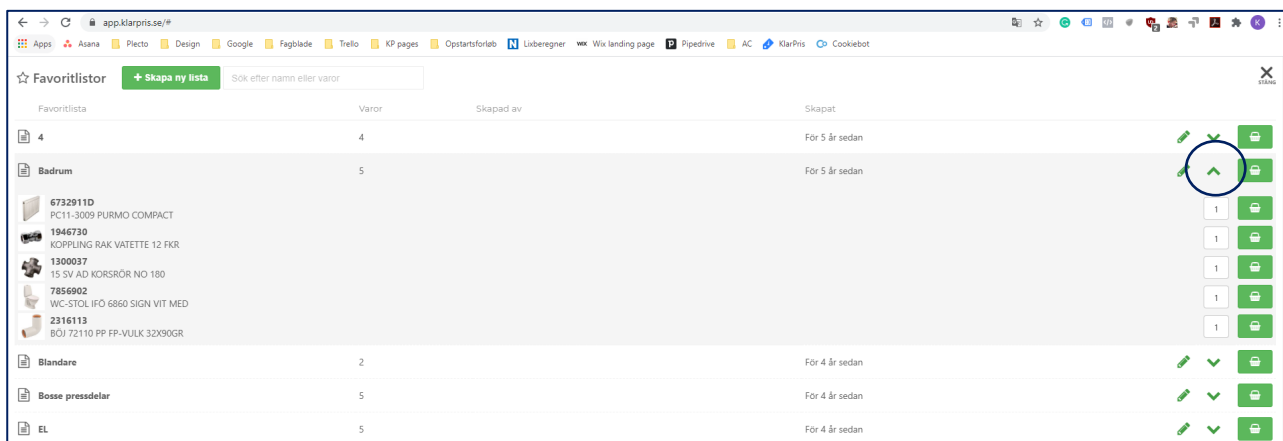 app.klarpris.se/#
Apps Asana Plecto Design Google Fagblade Trello KP pages Opstartsforløb Lixberegner WIX Wix landing page Pipedrive AC KlarPris Cookiebot
Favoritlistor + Skapa ny lista Sök efter namn eller varor STÄNG
Favoritlista Varor Skapad av Skapat
4 4 För 5 år sedan
Badrum 5 För 5 år sedan
6732911D
PC11-3009 PURMO COMPACT 1
1946730
KOPPLING RAK VATETTE 12 FKR 1
1300037
15 SV AD KORSRÖR NO 180 1
7856902
WC-STOL IFÖ 6860 SIGN VIT MED 1
2316113
BÖJ 72110 PP FP-VULK 32X90GR 1
Blandare 2 För 4 år sedan
Bosse pressdelar 5 För 4 år sedan
EL 5 För 4 år sedan